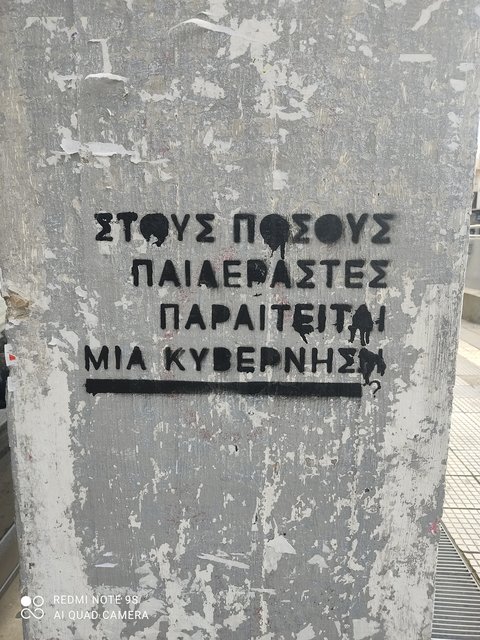 ΣΤΟΥΣ ΠΟΣΟΥΣ
ΠΑΙΔΕΡΑΣΤΕΣ
ΠΑΡΑΙΤΕΙΤΑΙ
ΜΙΑ ΚΥΒΕΡΝΗΣΗ
?
REDMI NOTE 9S
AI QUAD CAMERA